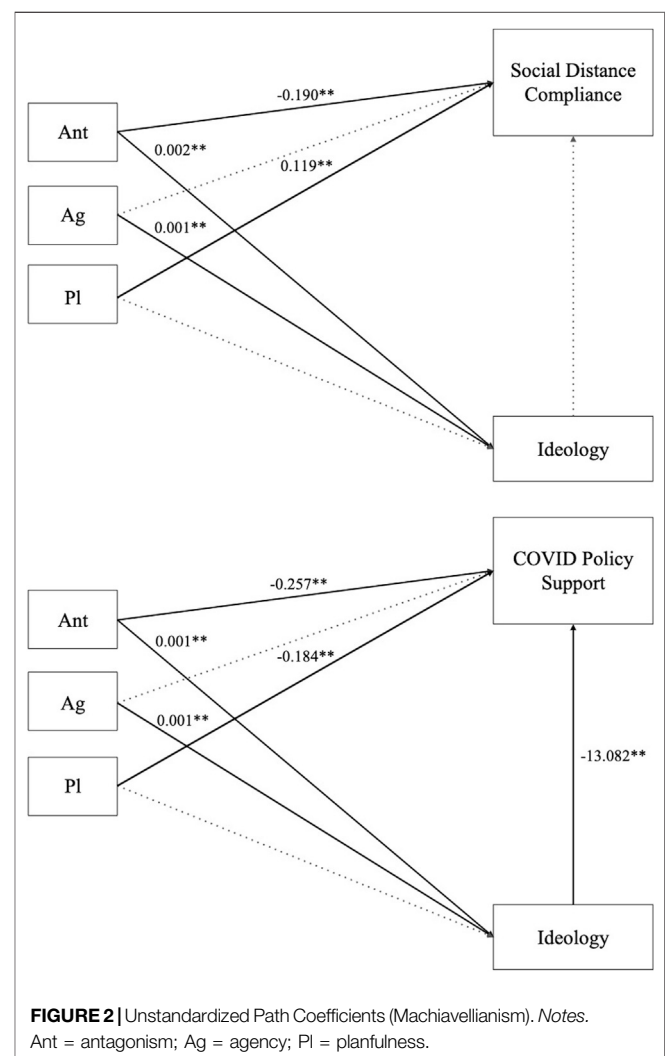 Social Distance
Compliance
-0.190**
Ant
0.002**
0.119**
Ag
0.001**
Pl
Ideology
COVID Policy
Support
-0.257**
Ant
0.001**
-0.184**
Ag
0.001**
Pl
-13.082**
Ideology
FIGURE 2 | Unstandardized Path Coefficients (Machiavellianism). Notes.
Ant = antagonism; Ag = agency; Pl = planfulness.